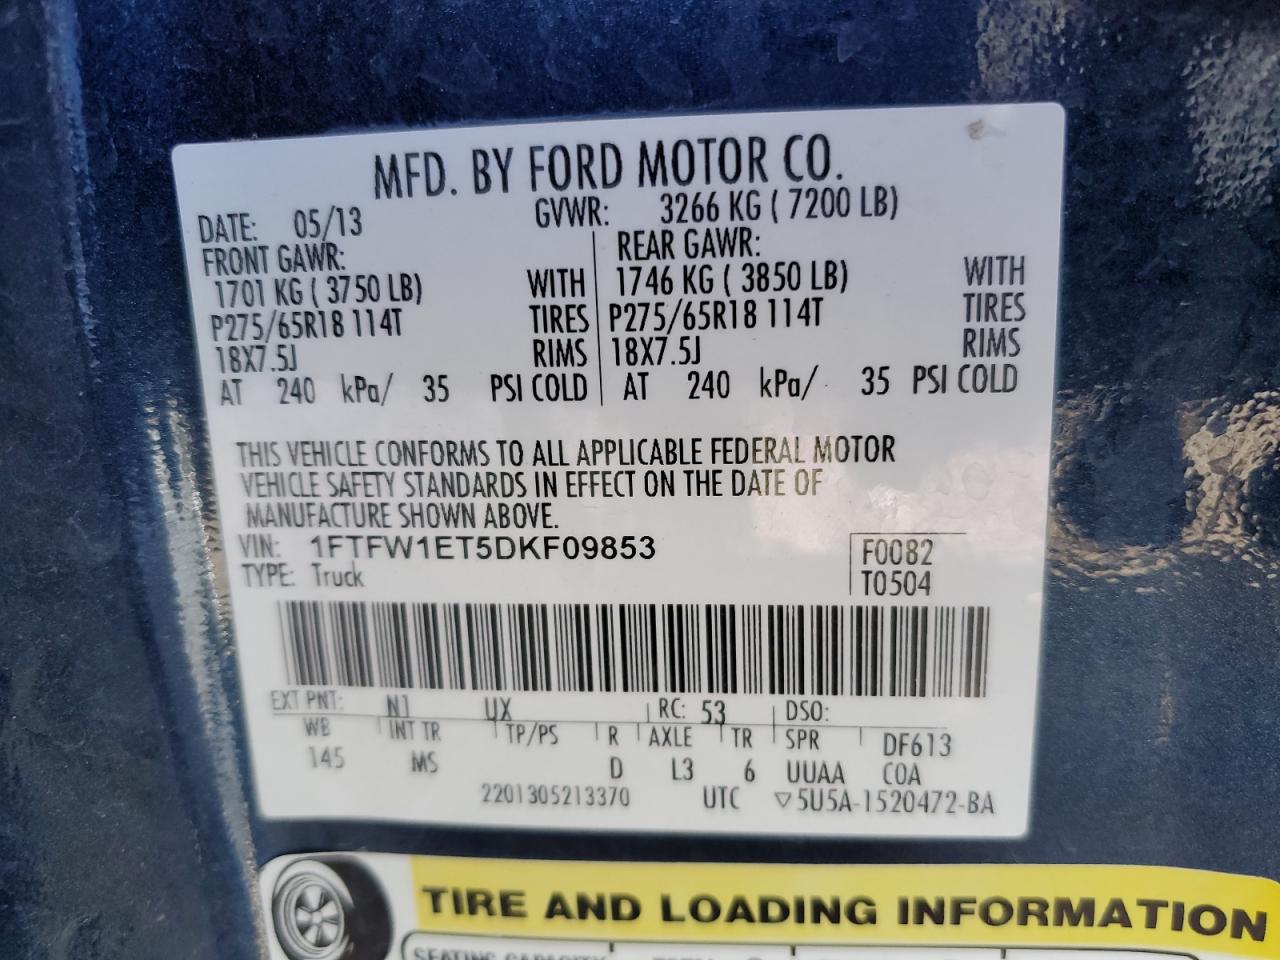 MFD. BY FORD MOTOR CO.
DATE: 05/13 GVWR: 3266 KG ( 7200 LB)
FRONT GAWR: REAR GAWR:
1701 KG ( 3750 LB) WITH 1746 KG ( 3850 LB) WITH
P275/65R18 114T TIRES P275/65R18 114T TIRES
18X7.5J RIMS 18X7.5J RIMS
AT 240 kPa/ 35 PSI COLD AT 240 kPa/ 35 PSI COLD
THIS VEHICLE CONFORMS TO ALL APPLICABLE FEDERAL MOTOR
VEHICLE SAFETY STANDARDS IN EFFECT ON THE DATE OF
MANUFACTURE SHOWN ABOVE.
VIN: 1FTFW1ET5DKF09853 F0082
TYPE: Truck T0504
EXT PNT: N1 UX RC: 53 DSO:
WB INT TR TP/PS R AXLE TR SPR DF613
145 MS D L3 6 UUAA COA
2201305213370 UTC ▽5U5A-1520472-BA
TIRE AND LOADING INFORMATION
SEATING CAPACITY